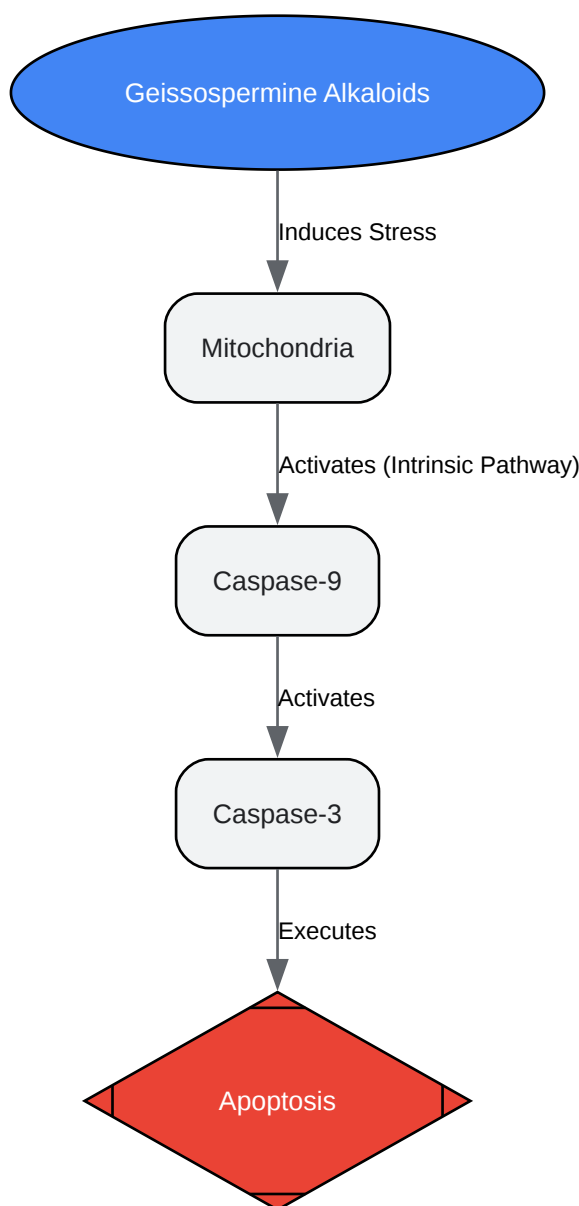 Geissospermine Alkaloids
Induces Stress
Mitochondria
Activates (Intrinsic Pathway)
Caspase-9
Activates
Caspase-3
Executes
Apoptosis